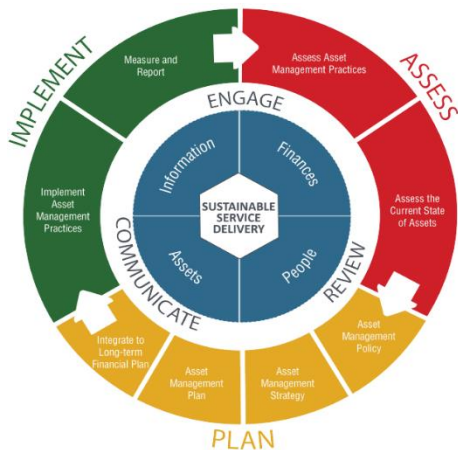 IMPLEMENT
Measure and
Report
Assess Asset
Management Practices
ASSESS
ENGAGE
Implement
Asset
Management
Practices
Information
Finances
SUSTAINABLE
SERVICE
DELIVERY
Assess the
Current State
of Assets
COMMUNICATE
Assets
People
REVIEW
Integrate to
Long-term
Financial Plan
Asset
Management
Plan
Asset
Management
Strategy
Asset
Management
Policy
PLAN